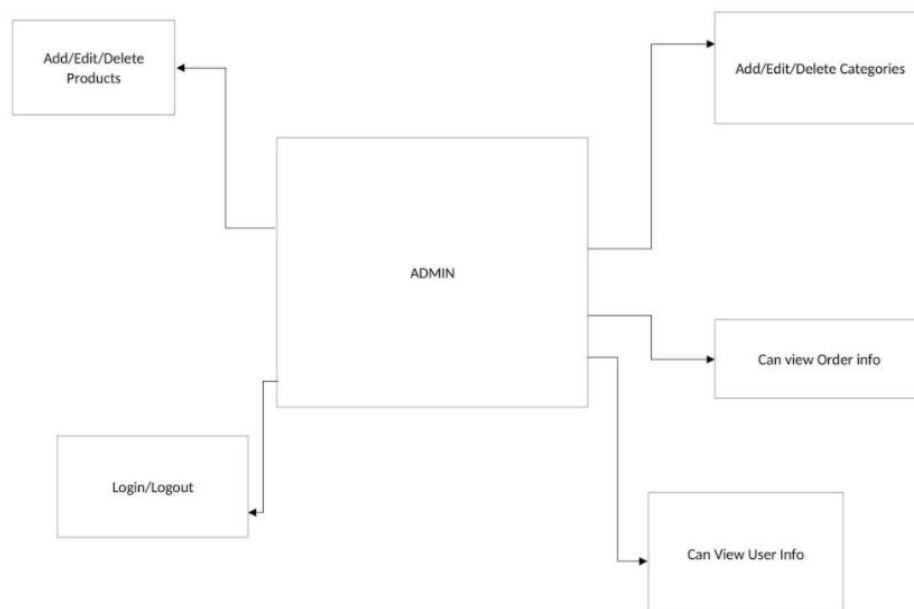 Add/Edit/Delete
Products
Add/Edit/Delete Categories
ADMIN
Can view Order info
Login/Logout
Can View User Info